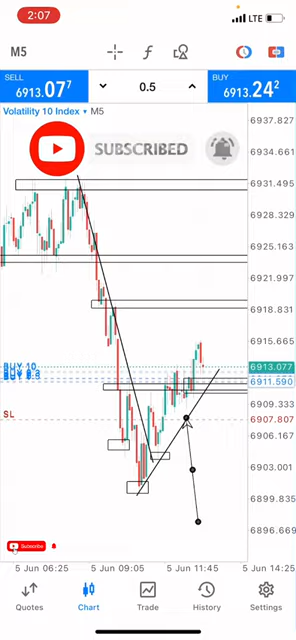 2:07
LTE
M5
SELL
6913.07⁷
0.5
BUY
6913.24²
Volatility 10 Index • M5
6937.827
6934.661
SUBSCRIBED
6931.495
6928.329
6925.163
6921.997
6918.831
6915.665
BUY 10
6913.077
6911.590
6909.333
SL
6907.807
6906.167
6903.001
6899.835
6896.669
Subscribe
5 Jun 06:25
5 Jun 09:05
5 Jun 11:45
5 Jun 14:25
Quotes
Chart
Trade
History
Settings